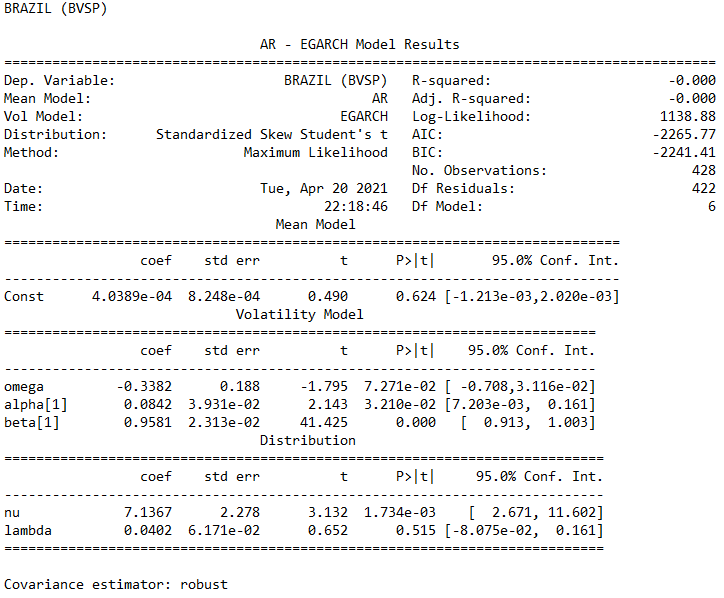 BRAZIL (BVSP)
AR - EGARCH Model Results
==============================================================================
Dep. Variable: BRAZIL (BVSP) R-squared: -0.000
Mean Model: AR Adj. R-squared: -0.000
Vol Model: EGARCH Log-Likelihood: 1138.88
Distribution: Standardized Skew Student's t AIC: -2265.77
Method: Maximum Likelihood BIC: -2241.41
No. Observations: 428
Date: Tue, Apr 20 2021 Df Residuals: 422
Time: 22:18:46 Df Model: 6
Mean Model
=============================================================================
coef std err t P>|t| 95.0% Conf. Int.
-----------------------------------------------------------------------------
Const 4.0389e-04 8.248e-04 0.490 0.624 [-1.213e-03,2.020e-03]
Volatility Model
==========================================================================
coef std err t P>|t| 95.0% Conf. Int.
--------------------------------------------------------------------------
omega -0.3382 0.188 -1.795 7.271e-02 [ -0.708,3.116e-02]
alpha[1] 0.0842 3.931e-02 2.143 3.210e-02 [7.203e-03, 0.161]
beta[1] 0.9581 2.313e-02 41.425 0.000 [ 0.913, 1.003]
Distribution
===========================================================================
coef std err t P>|t| 95.0% Conf. Int.
---------------------------------------------------------------------------
nu 7.1367 2.278 3.132 1.734e-03 [ 2.671, 11.602]
lambda 0.0402 6.171e-02 0.652 0.515 [-8.075e-02, 0.161]
===========================================================================
Covariance estimator: robust